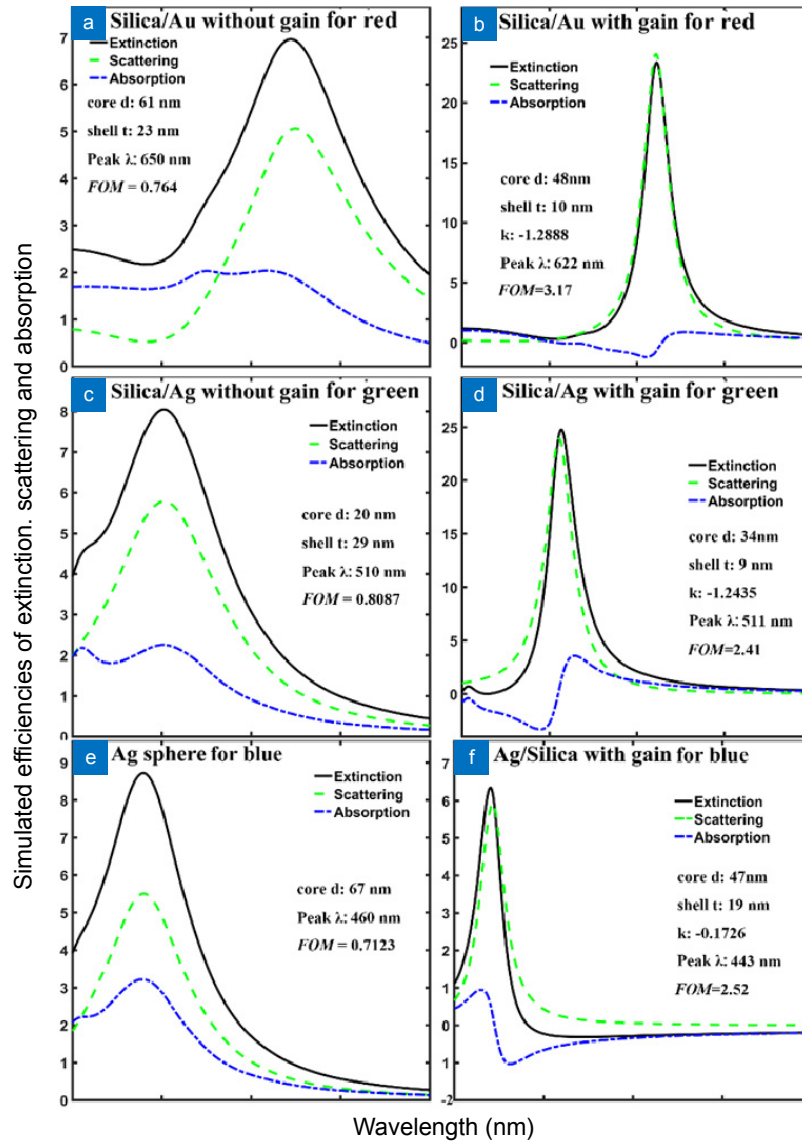 Simulated efficiencies of extinction. scattering and absorption
a Silica/Au without gain for red
7
6
5
4
3
2
1
0
Extinction
Scattering
Absorption
core d: 61 nm
shell t: 23 nm
Peak λ: 650 nm
FOM = 0.764
b Silica/Au with gain for red
25
20
15
10
5
0
Extinction
Scattering
Absorption
core d: 48nm
shell t: 10 nm
k: -1.2888
Peak λ: 622 nm
FOM=3.17
c Silica/Ag without gain for green
8
7
6
5
4
3
2
1
0
Extinction
Scattering
Absorption
core d: 20 nm
shell t: 29 nm
Peak λ: 510 nm
FOM = 0.8087
d Silica/Ag with gain for green
25
20
15
10
5
0
Extinction
Scattering
Absorption
core d: 34nm
shell t: 9 nm
k: -1.2435
Peak λ: 511 nm
FOM=2.41
e Ag sphere for blue
9
8
7
6
5
4
3
2
1
0
Extinction
Scattering
Absorption
core d: 67 nm
Peak λ: 460 nm
FOM = 0.7123
f Ag/Silica with gain for blue
7
6
5
4
3
2
1
0
1
-2
Extinction
Scattering
Absorption
core d: 47nm
shell t: 19 nm
k: -0.1726
Peak λ: 443 nm
FOM=2.52
Wavelength (nm)